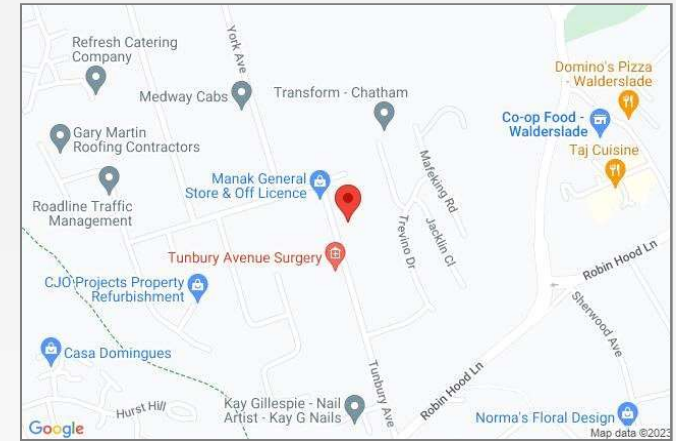 Refresh Catering
Company
York Ave
Domino's Pizza
- Walderslade
Medway Cabs
Transform - Chatham
Co-op Food -
Walderslade
Gary Martin
Roofing Contractors
Taj Cuisine
Mafeking Rd
Manak General
Store & Off Licence
Roadline Traffic
Management
Trevino Dr
Jacklin Cl
Tunbury Avenue Surgery
Robin Hood Ln
CJO Projects Property
Refurbishment
Sherwood Ave
Casa Domingues
Tunbury Ave
Robin Hood Ln
Hurst Hill
Kay Gillespie - Nail
Artist - Kay G Nails
Norma's Floral Design
Google
Map data ©2023